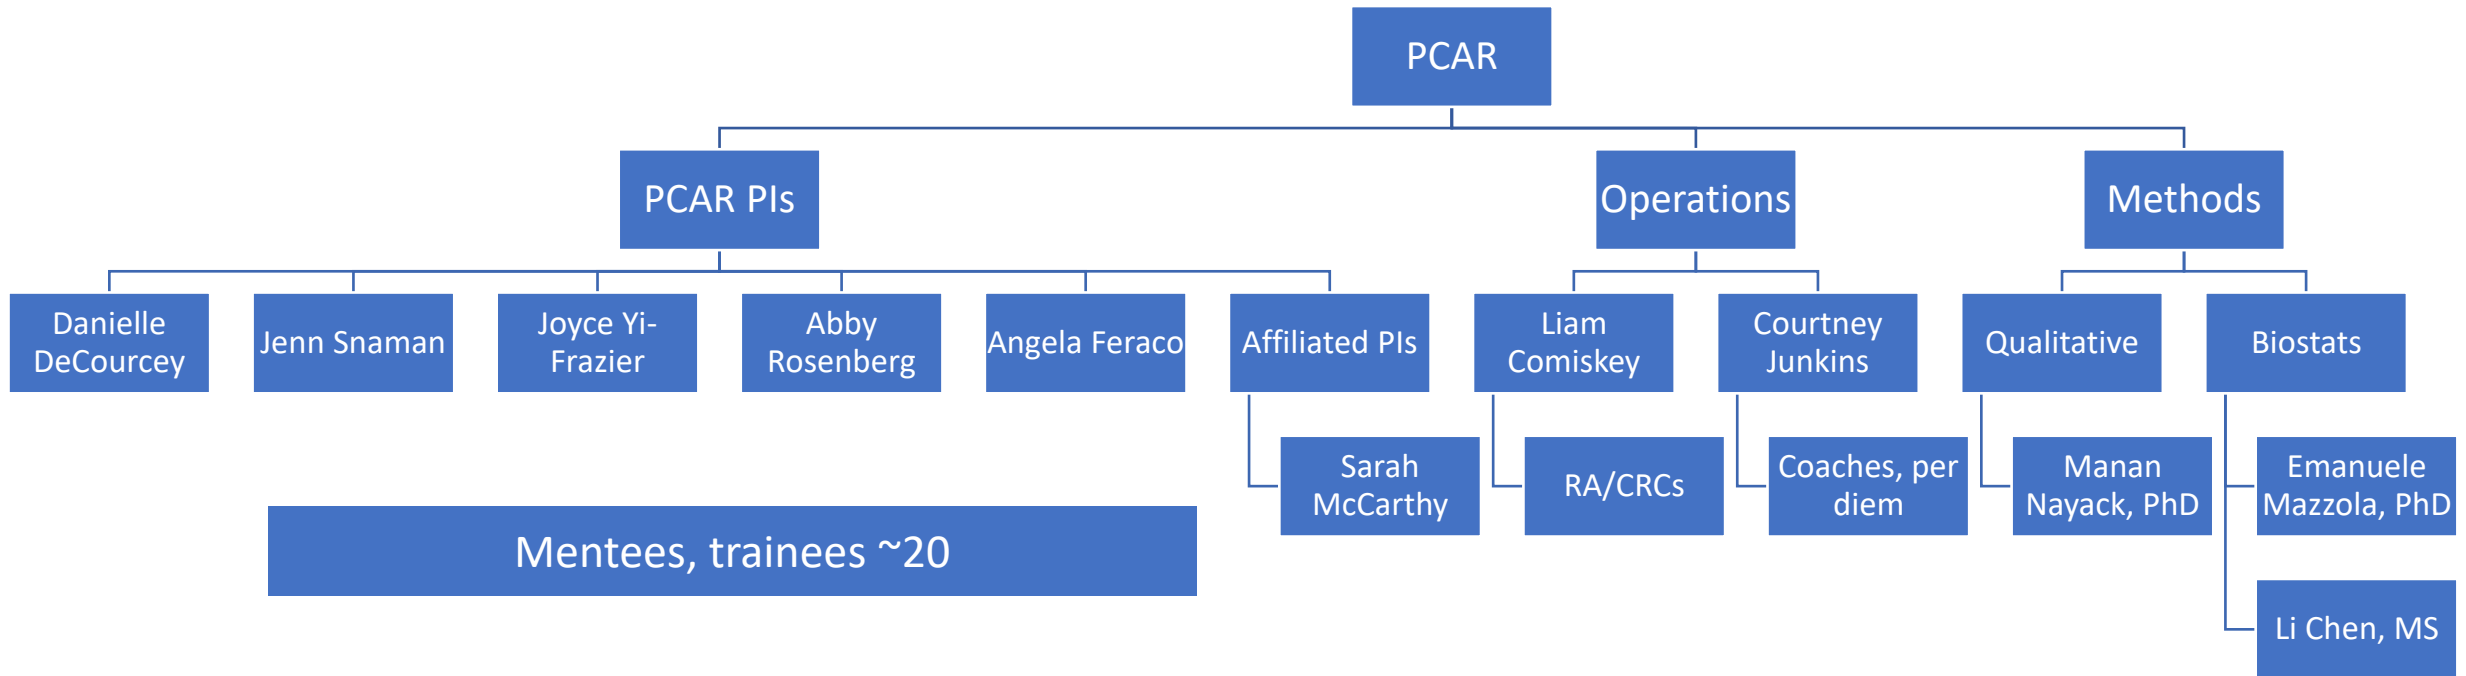 PCAR
PCAR PIs
Operations
Methods
Danielle
DeCourcey
Jenn Snaman
Joyce Yi-
Frazier
Abby
Rosenberg
Angela Feraco
Affiliated PIs
Liam
Comiskey
Courtney
Junkins
Qualitative
Biostats
Sarah
McCarthy
RA/CRCs
Coaches, per
diem
Manan
Nayack, PhD
Emanuele
Mazzola, PhD
Mentees, trainees ~20
Li Chen, MS